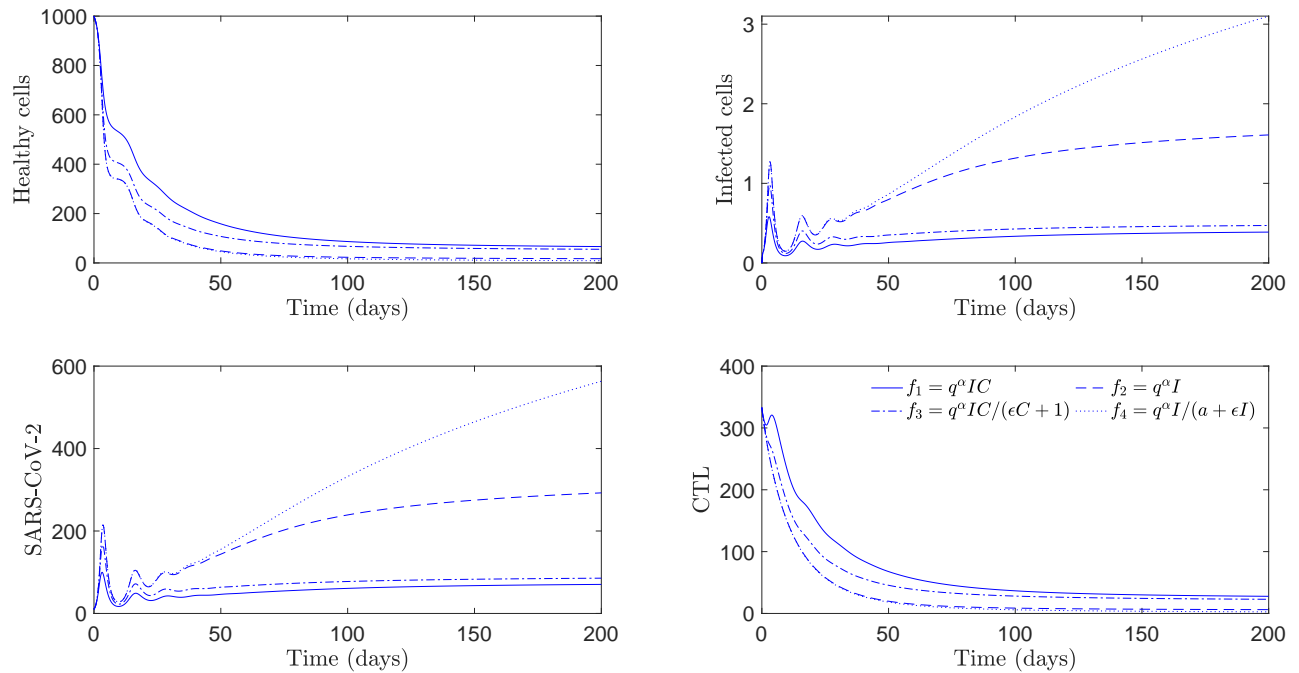 1000
800
600
400
200
0
Healthy cells
0 50 100 150 200
Time (days)
3
2
1
0
Infected cells
0 50 100 150 200
Time (days)
600
400
200
0
SARS-CoV-2
0 50 100 150 200
Time (days)
400
300
200
100
0
CTL
f₁ = q^α IC f₂ = q^α I
f₃ = q^α IC/(ϵC + 1) f₄ = q^α I/(a + ϵI)
0 50 100 150 200
Time (days)